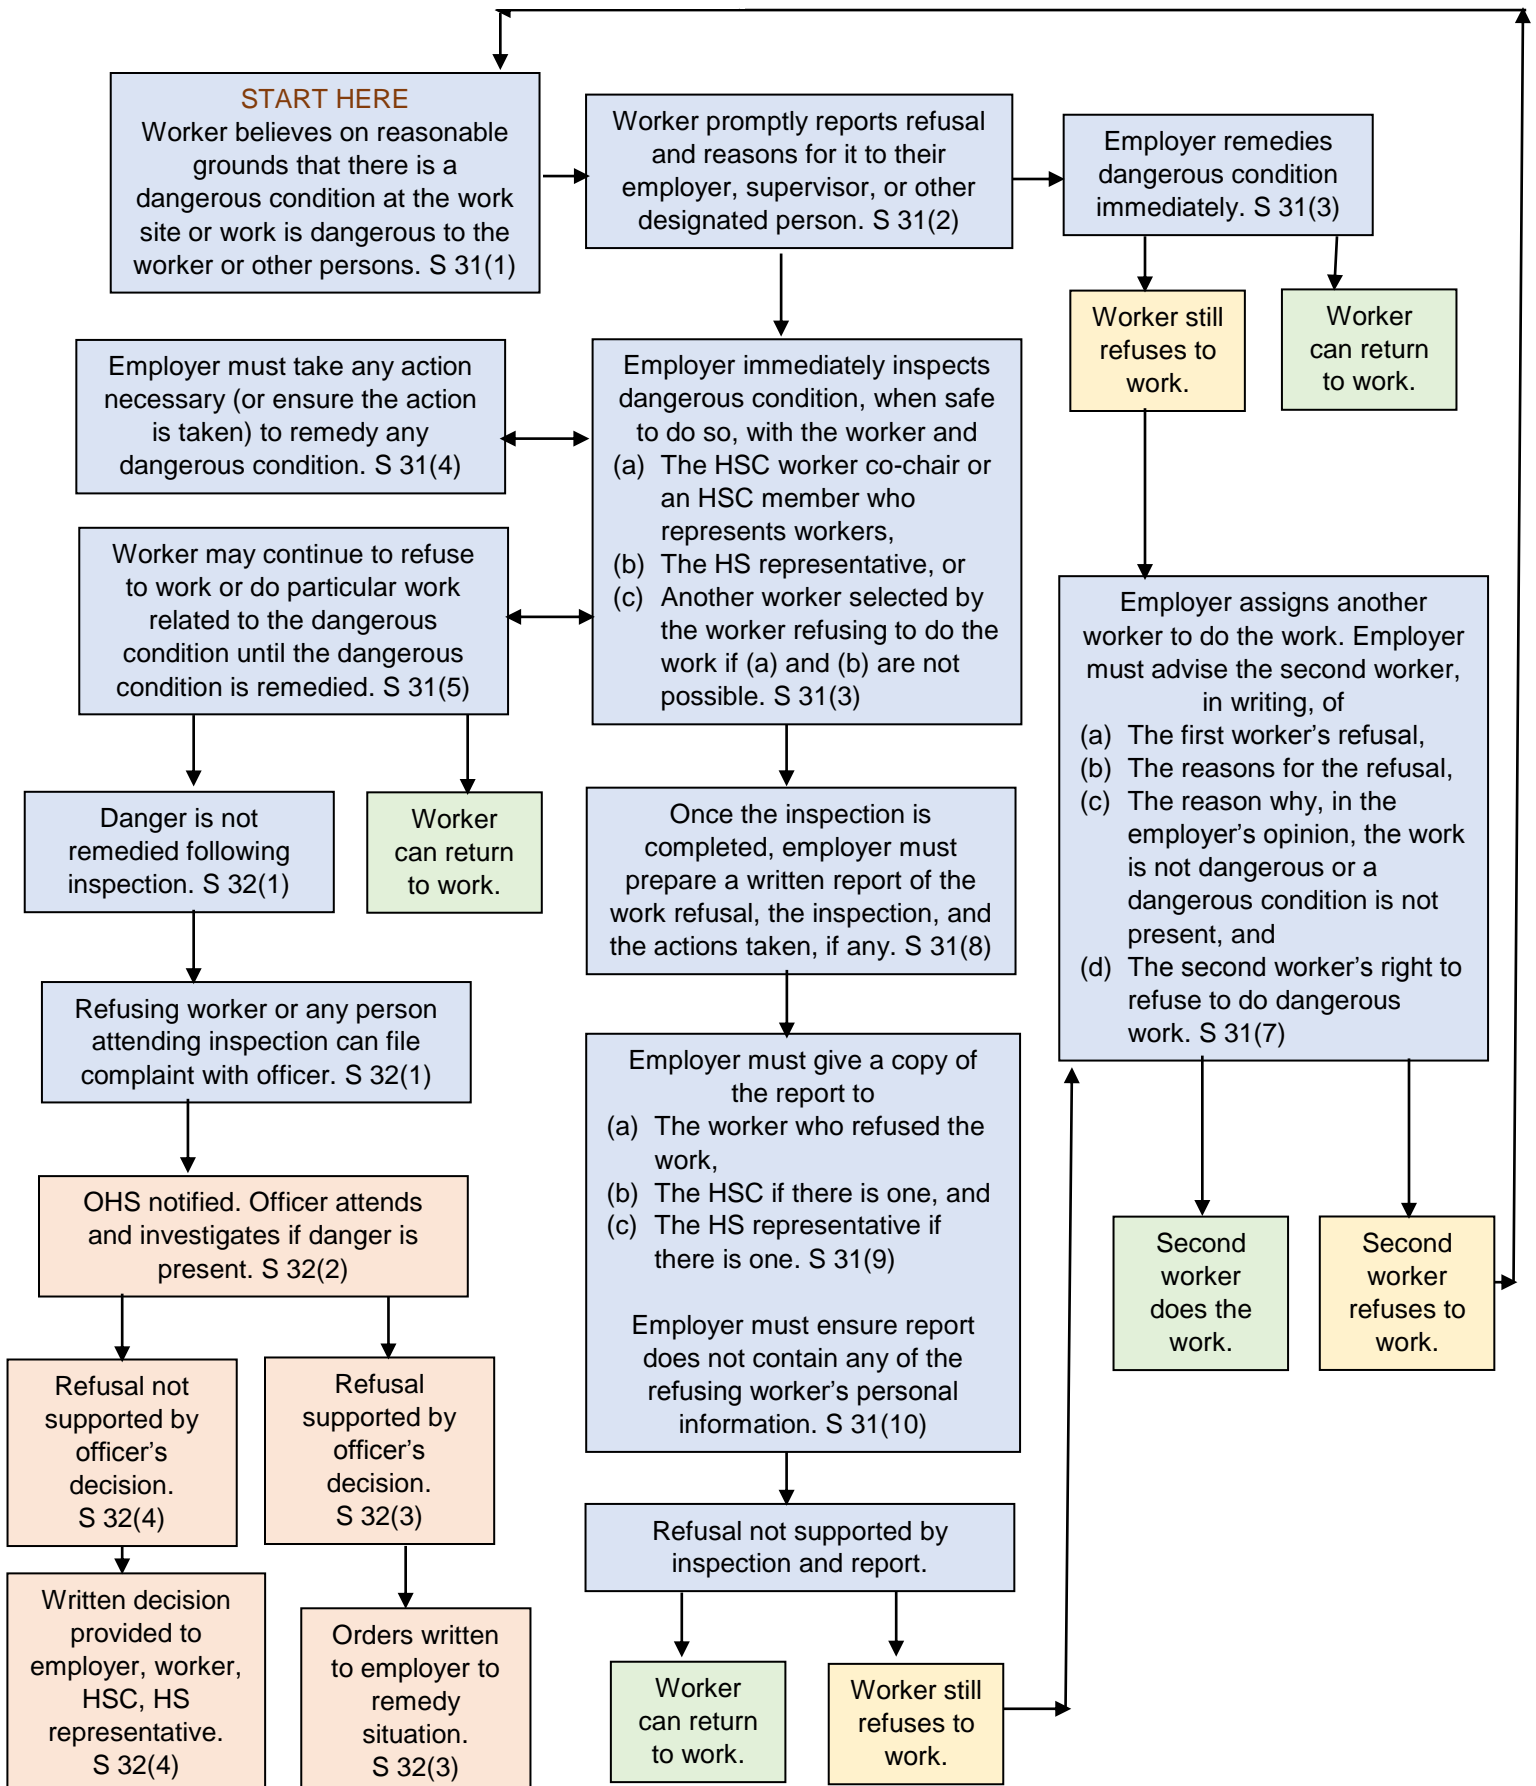 START HERE
Worker believes on reasonable
grounds that there is a
dangerous condition at the work
site or work is dangerous to the
worker or other persons. S 31(1)
Worker promptly reports refusal
and reasons for it to their
employer, supervisor, or other
designated person. S 31(2)
Employer remedies
dangerous condition
immediately. S 31(3)
Worker still
refuses to
work.
Worker
can return
to work.
Employer must take any action
necessary (or ensure the action
is taken) to remedy any
dangerous condition. S 31(4)
Employer immediately inspects
dangerous condition, when safe
to do so, with the worker and
(a) The HSC worker co-chair or
an HSC member who
represents workers,
(b) The HS representative, or
(c) Another worker selected by
the worker refusing to do the
work if (a) and (b) are not
possible. S 31(3)
Worker may continue to refuse
to work or do particular work
related to the dangerous
condition until the dangerous
condition is remedied. S 31(5)
Employer assigns another
worker to do the work. Employer
must advise the second worker,
in writing, of
(a) The first worker’s refusal,
(b) The reasons for the refusal,
(c) The reason why, in the
employer’s opinion, the work
is not dangerous or a
dangerous condition is not
present, and
(d) The second worker’s right to
refuse to do dangerous
work. S 31(7)
Danger is not
remedied following
inspection. S 32(1)
Worker
can return
to work.
Once the inspection is
completed, employer must
prepare a written report of the
work refusal, the inspection, and
the actions taken, if any. S 31(8)
Refusing worker or any person
attending inspection can file
complaint with officer. S 32(1)
Employer must give a copy of
the report to
(a) The worker who refused the
work,
(b) The HSC if there is one, and
(c) The HS representative if
there is one. S 31(9)
Employer must ensure report
does not contain any of the
refusing worker’s personal
information. S 31(10)
OHS notified. Officer attends
and investigates if danger is
present. S 32(2)
Second
worker
does the
work.
Second
worker
refuses to
work.
Refusal not
supported by
officer’s
decision.
S 32(4)
Refusal
supported by
officer’s
decision.
S 32(3)
Refusal not supported by
inspection and report.
Written decision
provided to
employer, worker,
HSC, HS
representative.
S 32(4)
Orders written
to employer to
remedy
situation.
S 32(3)
Worker
can return
to work.
Worker still
refuses to
work.